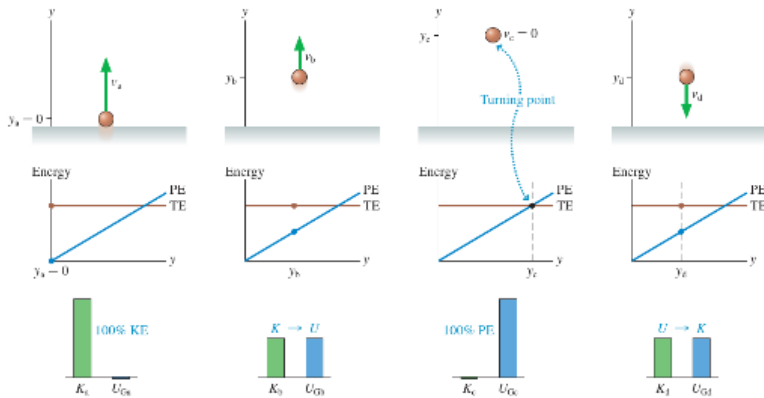 y
y
y
y
v_a
y_a = 0
v_b
y_b
y_c
v_c = 0
Turning point
y_d
v_d
Energy
PE
TE
y
y_a = 0
Energy
PE
TE
y
y_b
Energy
PE
TE
y
y_c
Energy
PE
TE
y
y_d
100% KE
K_a
U_Ga
K → U
K_b
U_Gb
100% PE
K_c
U_Gc
U → K
K_d
U_Gd